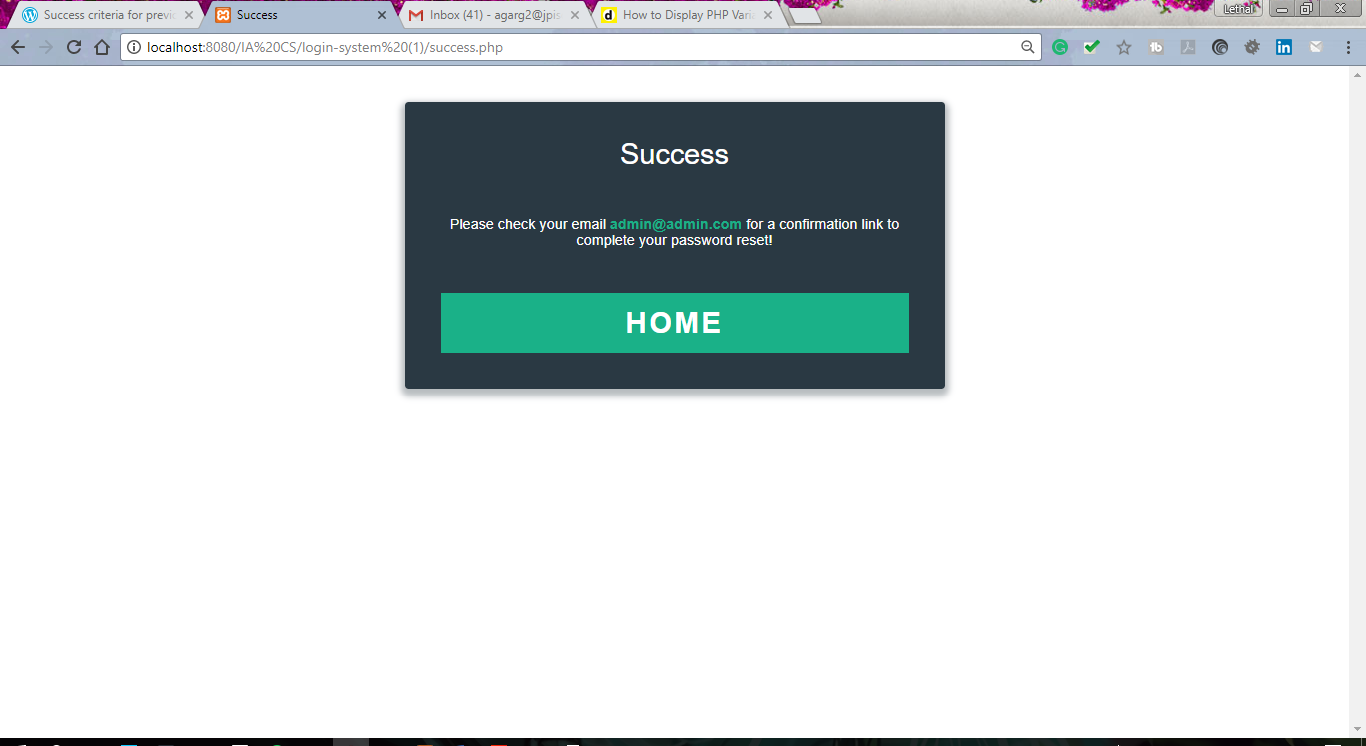 Success criteria for previ
Success
Inbox (41) - agarg2@jpis
How to Display PHP Vari
Lethal
localhost:8080/IA%20CS/login-system%20(1)/success.php
Success
Please check your email admin@admin.com for a confirmation link to
complete your password reset!
HOME